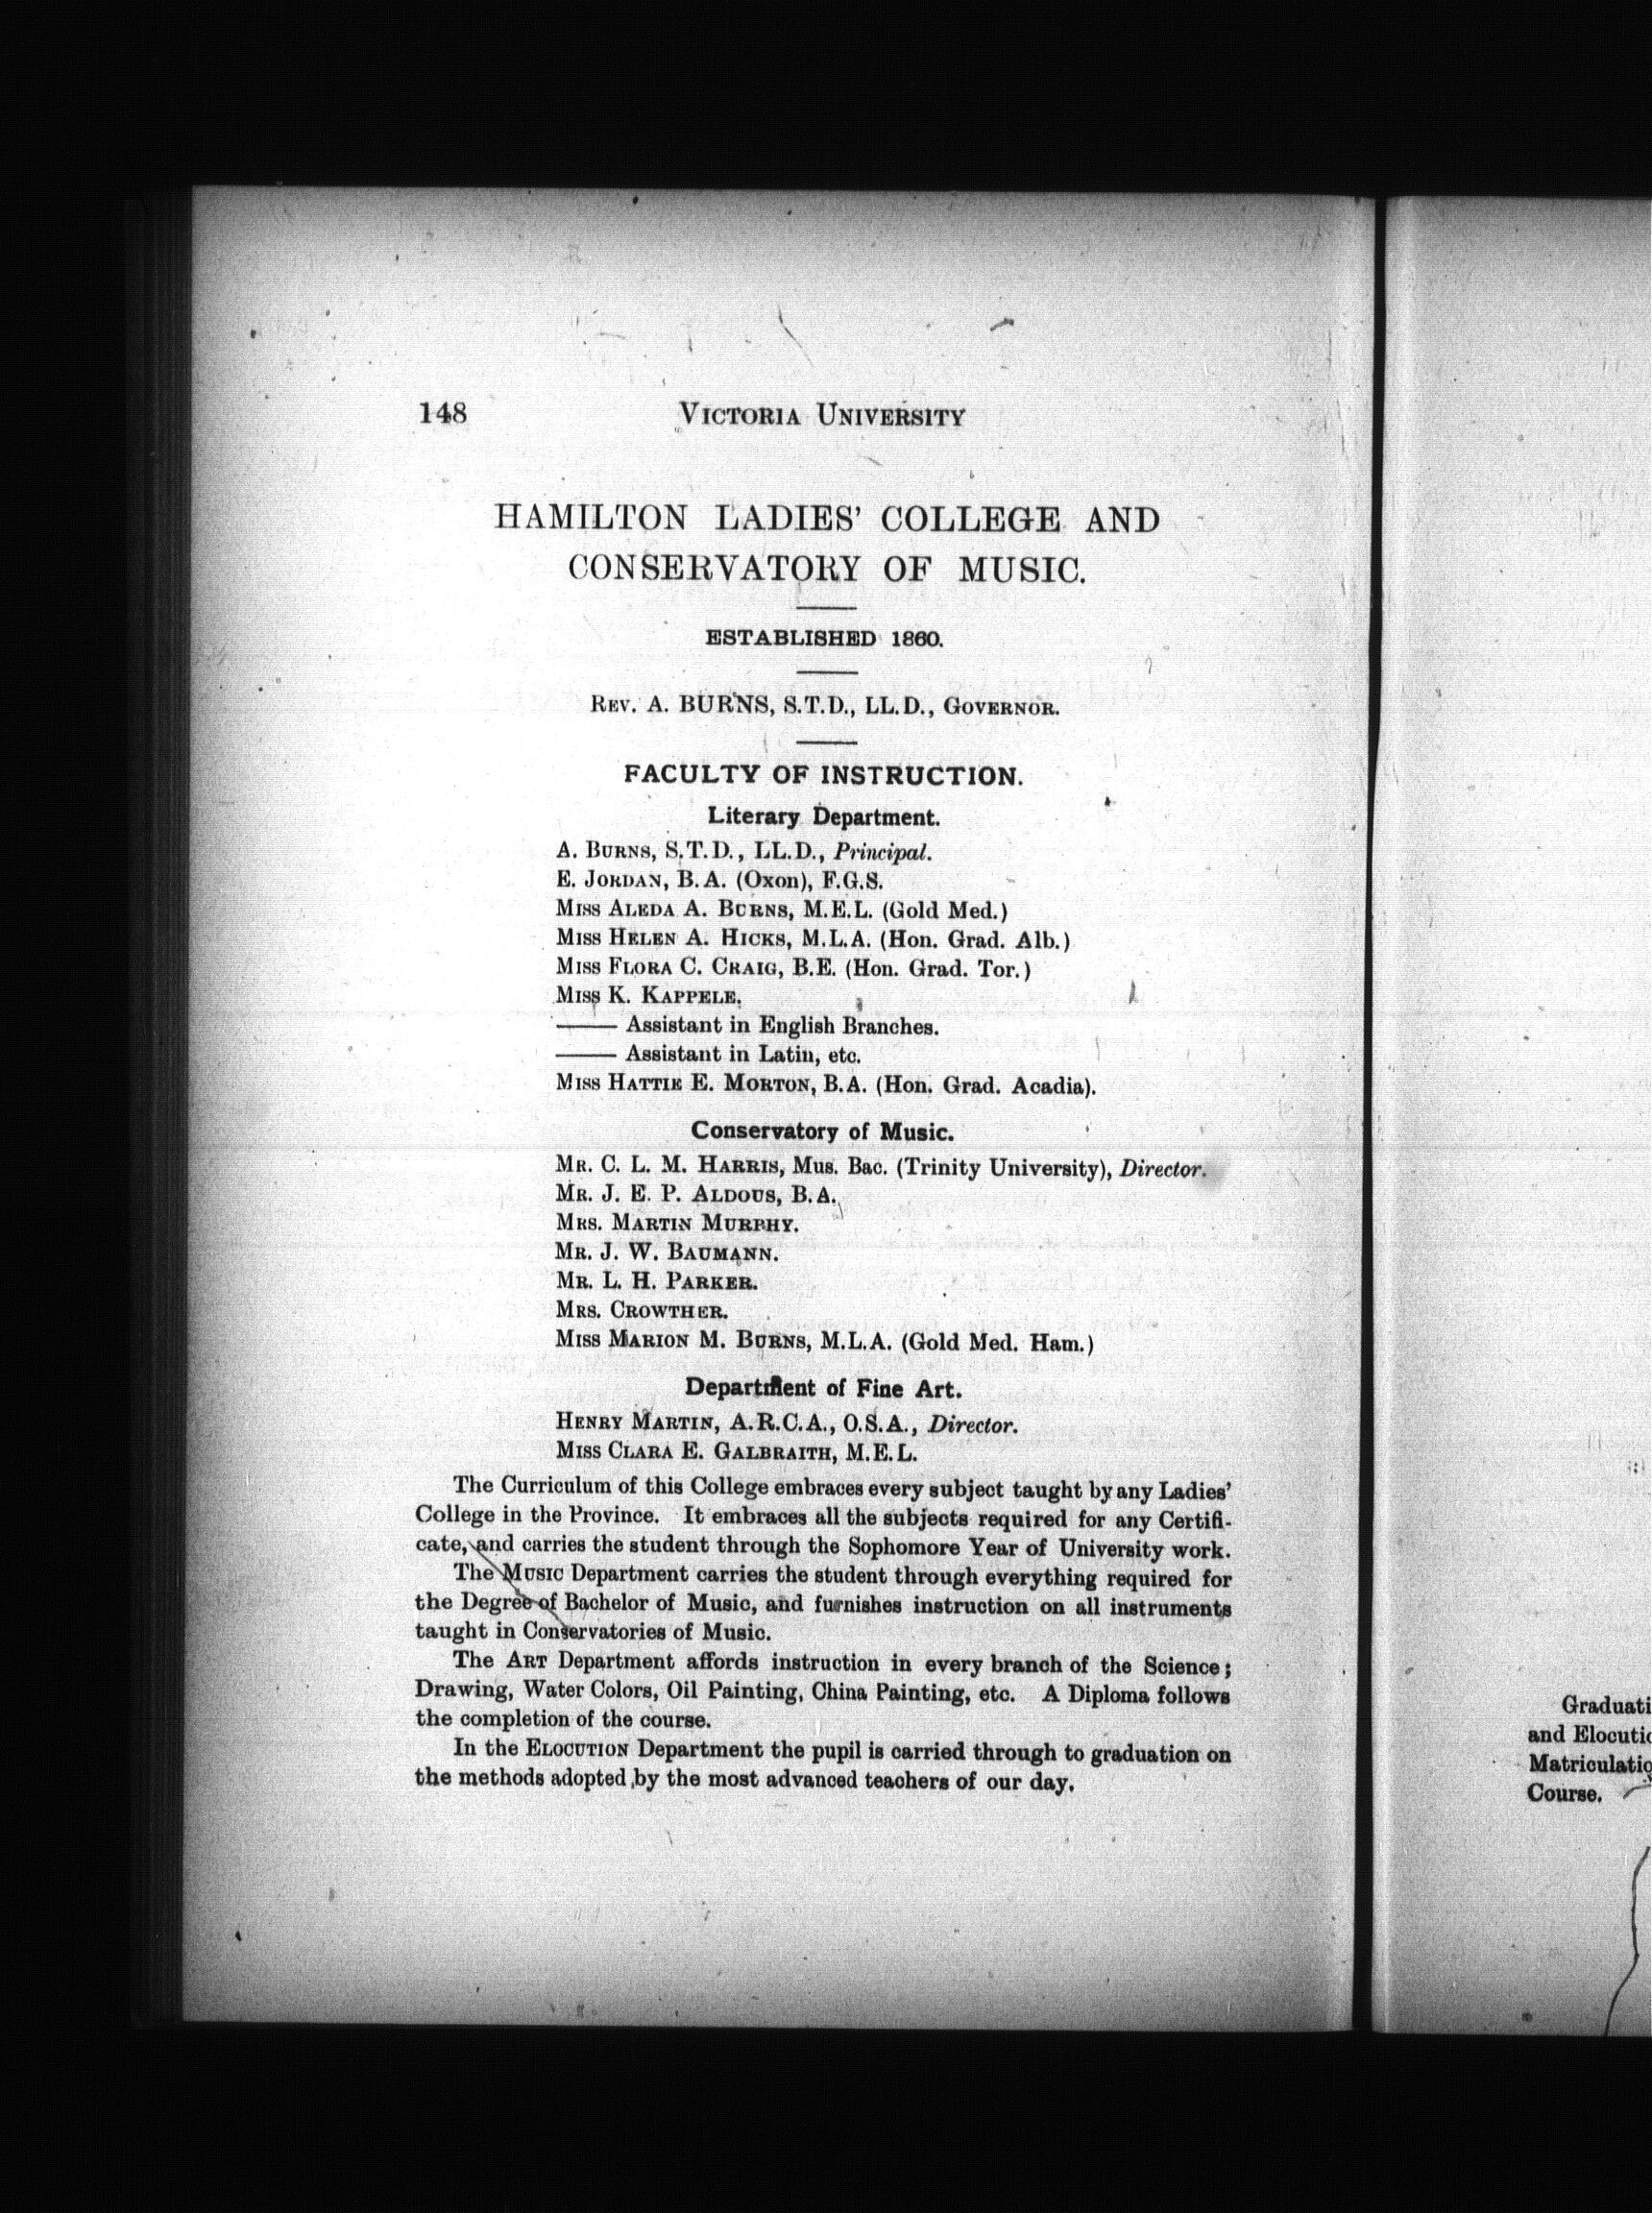 148 VICTORIA UNIVERSITY
HAMILTON LADIES' COLLEGE AND
CONSERVATORY OF MUSIC.
ESTABLISHED 1860.
REV. A. BURNS, S.T.D., LL.D., GOVERNOR.
FACULTY OF INSTRUCTION.
Literary Department.
A. BURNS, S.T.D., LL.D., Principal.
E. JORDAN, B.A. (Oxon), F.G.S.
MISS ALEDA A. BURNS, M.E.L. (Gold Med.)
MISS HELEN A. HICKS, M.L.A. (Hon. Grad. Alb.)
MISS FLORA C. CRAIG, B.E. (Hon. Grad. Tor.)
MISS K. KAPPELE.
—— Assistant in English Branches.
—— Assistant in Latin, etc.
MISS HATTIE E. MORTON, B.A. (Hon. Grad. Acadia).
Conservatory of Music.
MR. C. L. M. HARRIS, Mus. Bac. (Trinity University), Director.
MR. J. E. P. ALDOUS, B.A.
MRS. MARTIN MURPHY.
MR. J. W. BAUMANN.
MR. L. H. PARKER.
MRS. CROWTHER.
MISS MARION M. BURNS, M.L.A. (Gold Med. Ham.)
Department of Fine Art.
HENRY MARTIN, A.R.C.A., O.S.A., Director.
MISS CLARA E. GALBRAITH, M.E.L.
The Curriculum of this College embraces every subject taught by any Ladies'
College in the Province. It embraces all the subjects required for any Certifi-
cate, and carries the student through the Sophomore Year of University work.
The MUSIC Department carries the student through everything required for
the Degree of Bachelor of Music, and furnishes instruction on all instruments
taught in Conservatories of Music.
The ART Department affords instruction in every branch of the Science;
Drawing, Water Colors, Oil Painting, China Painting, etc. A Diploma follows
the completion of the course.
In the ELOCUTION Department the pupil is carried through to graduation on
the methods adopted by the most advanced teachers of our day.
Graduati
and Elocutio
Matriculatio
Course.